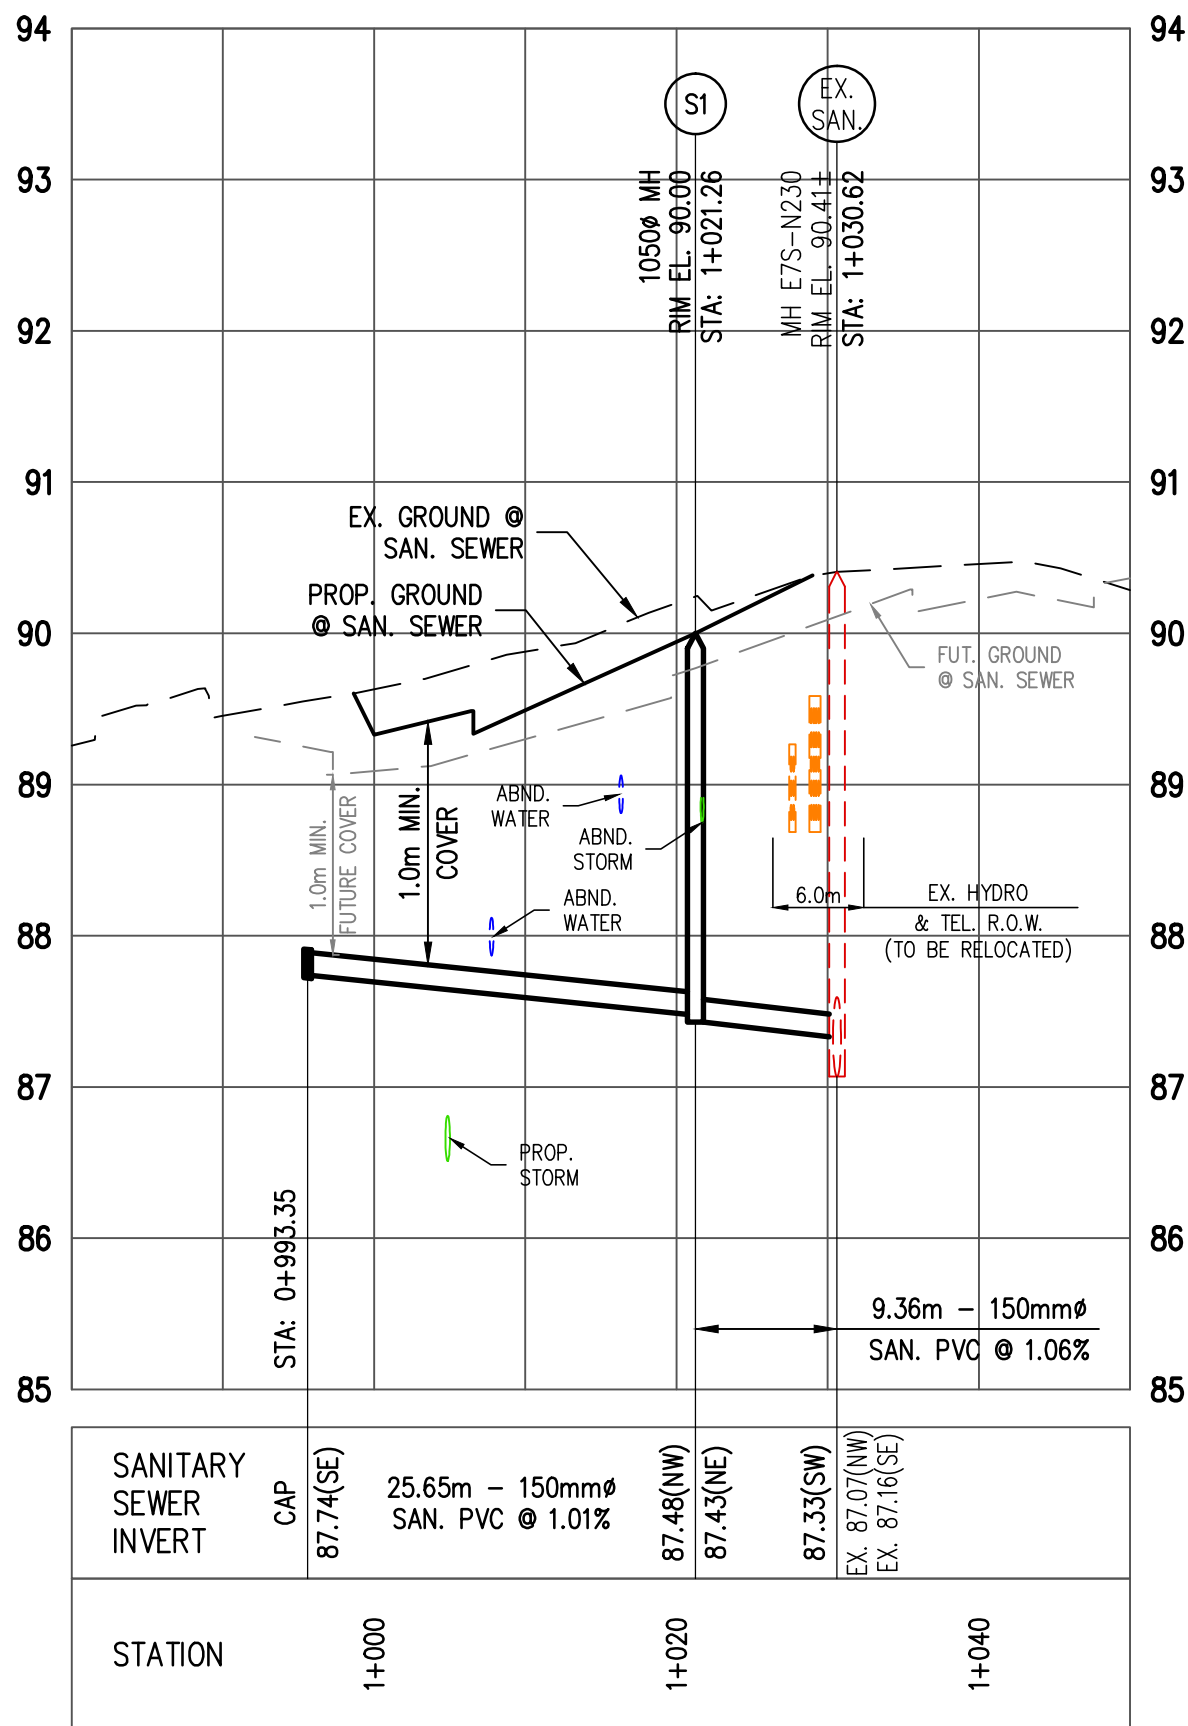 94
94
S1
EX.
SAN.
93
93
1050ø MH
RIM EL. 90.00
STA: 1+021.26
MH E7S-N230
RIM EL. 90.41±
STA: 1+030.62
92
92
91
91
EX. GROUND @
SAN. SEWER
PROP. GROUND
@ SAN. SEWER
90
90
FUT. GROUND
@ SAN. SEWER
89
89
ABND.
WATER
1.0m MIN.
FUTURE COVER
1.0m MIN.
COVER
ABND.
STORM
ABND.
WATER
6.0m
EX. HYDRO
& TEL. R.O.W.
(TO BE RELOCATED)
88
88
87
87
PROP.
STORM
STA: 0+993.35
86
86
9.36m - 150mmø
SAN. PVC @ 1.06%
85
85
SANITARY
SEWER
INVERT
CAP
87.74(SE)
25.65m - 150mmø
SAN. PVC @ 1.01%
87.48(NW)
87.43(NE)
87.33(SW)
EX. 87.07(NW)
EX. 87.16(SE)
STATION
1+000
1+020
1+040